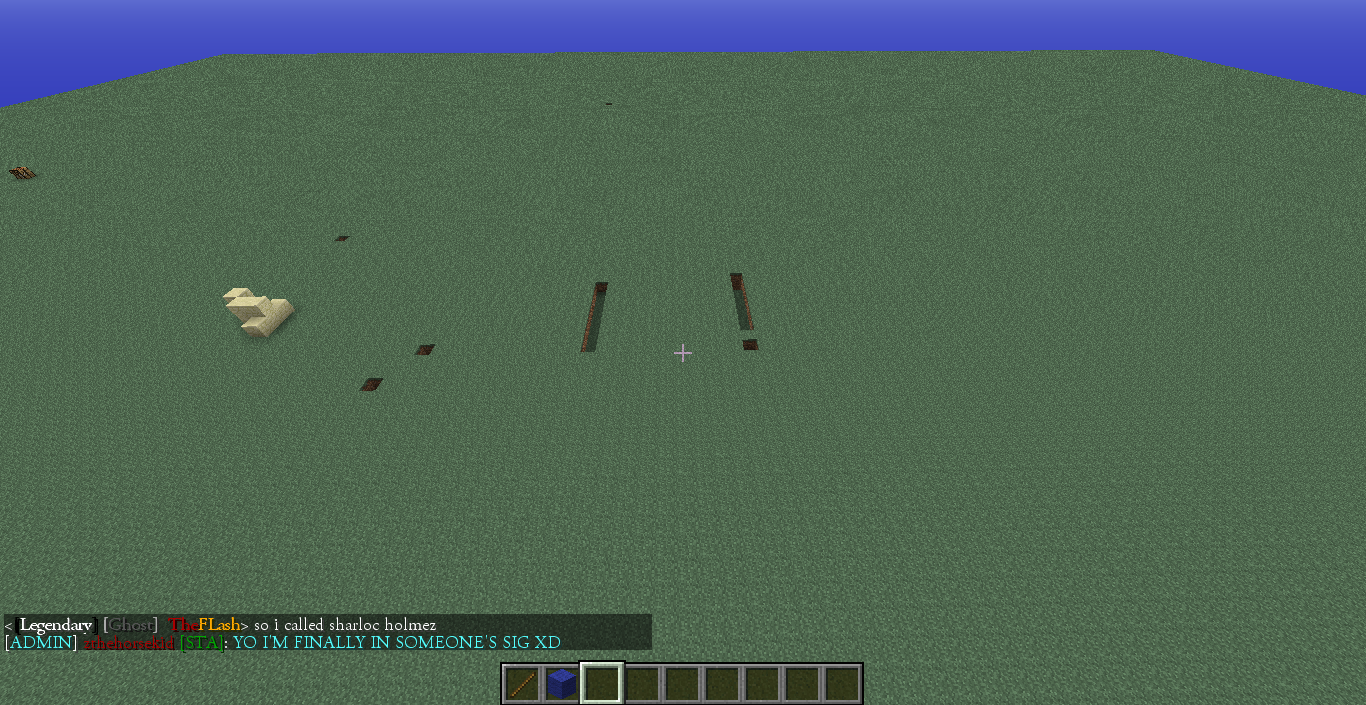 < [Legendary] [Ghost] TheFLash> so i called sharloc holmez
[ADMIN] [STA]: YO I'M FINALLY IN SOMEONE'S SIG XD